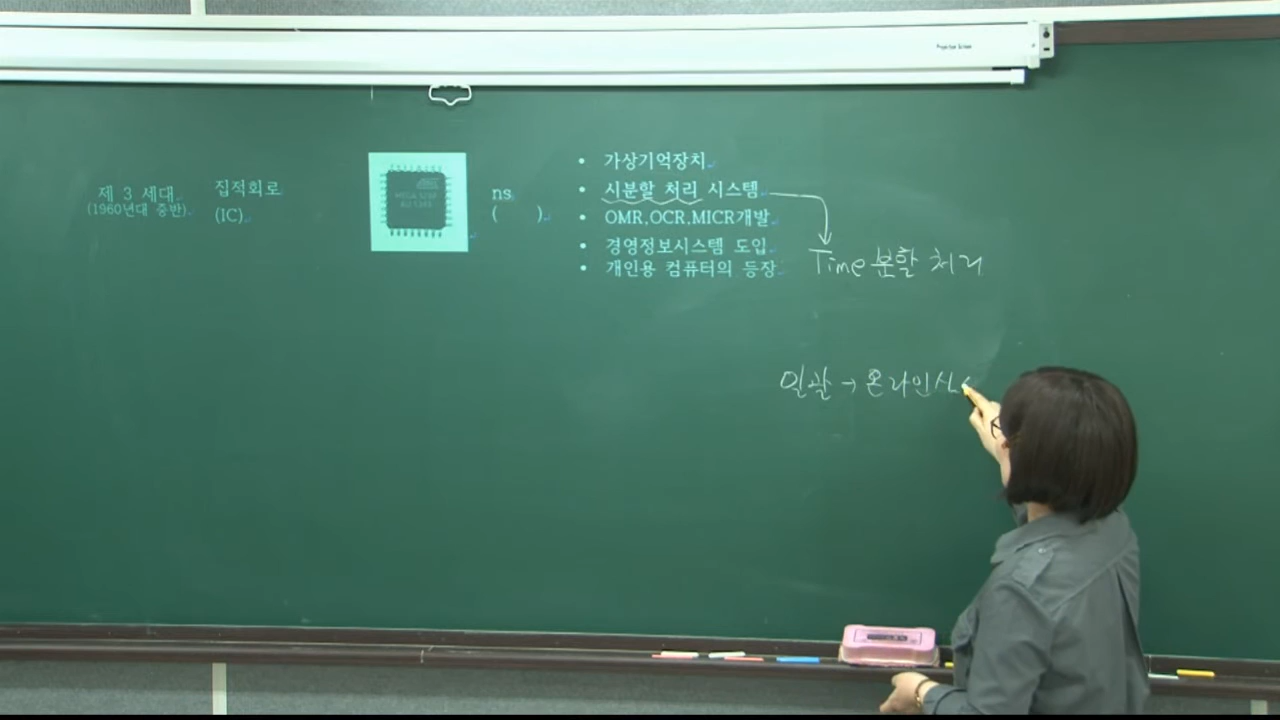 Projection Screen
제 3 세대
(1960년대 중반)
집적회로
(IC)
ns
( )
• 가상기억장치
• 시분할 처리 시스템
• OMR,OCR,MICR개발
• 경영정보시스템 도입
• 개인용 컴퓨터의 등장
Time 분할 처리
일괄 → 온라인